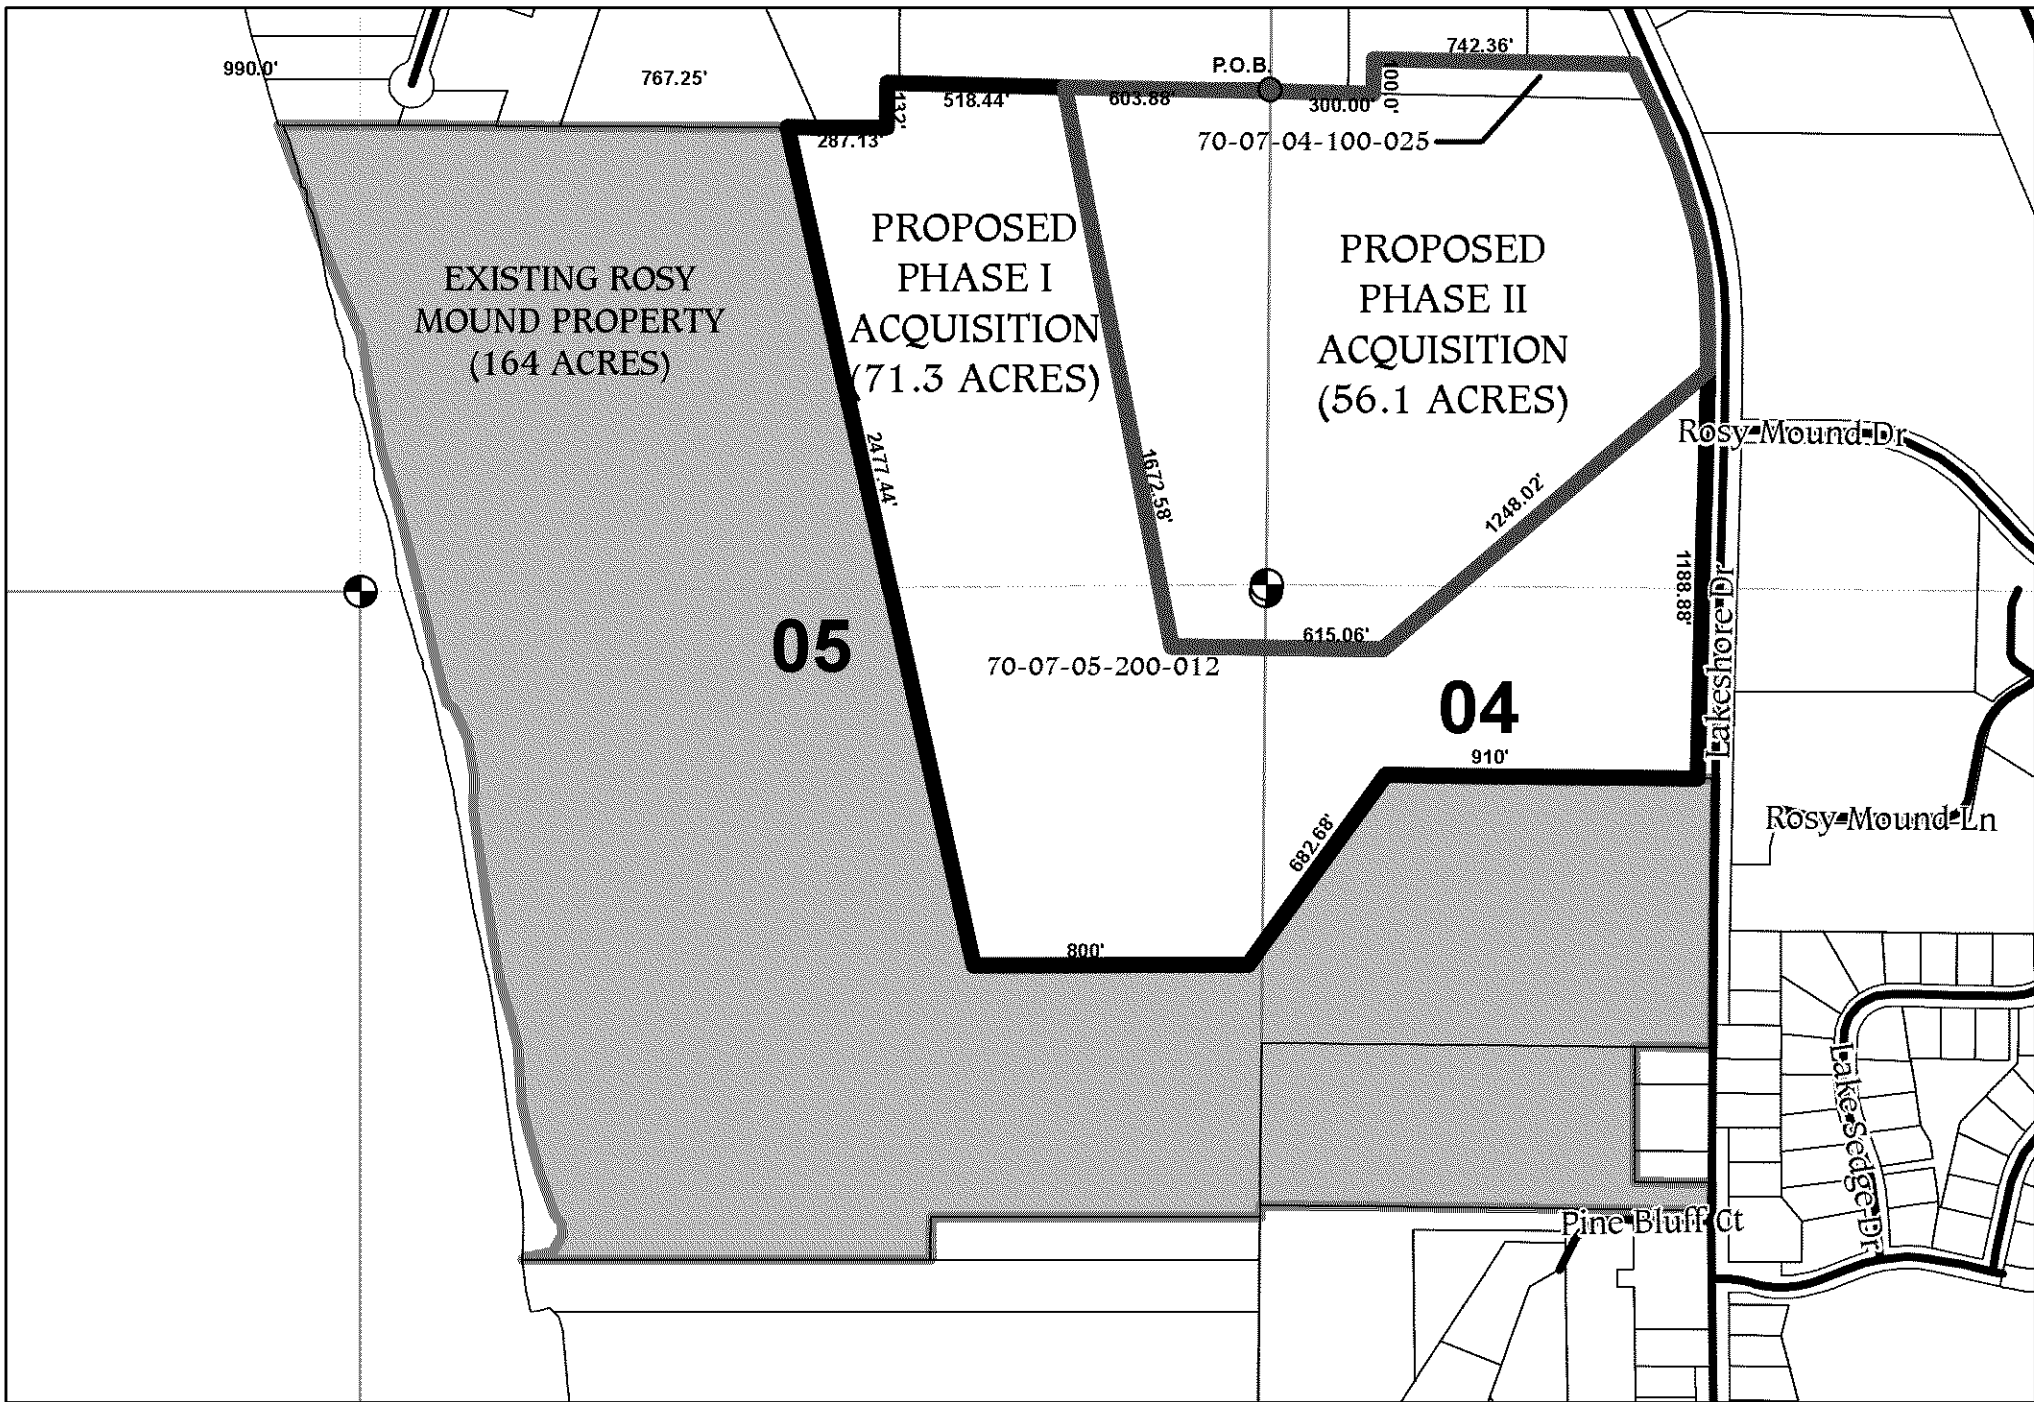 742.36'
P.O.B.
990.0'
767.25'
132'
518.44'
603.88'
300.00'
100.0'
287.13'
70-07-04-100-025
PROPOSED
PHASE I
ACQUISITION
(71.3 ACRES)
PROPOSED
PHASE II
ACQUISITION
(56.1 ACRES)
EXISTING ROSY
MOUND PROPERTY
(164 ACRES)
Rosy Mound Dr
2477.44'
1672.58'
1248.02'
1188.88'
Lakeshore Dr
05
615.06'
70-07-05-200-012
04
910'
Rosy Mound Ln
682.68'
800'
Lake Sedge Dr
Pine Bluff Ct